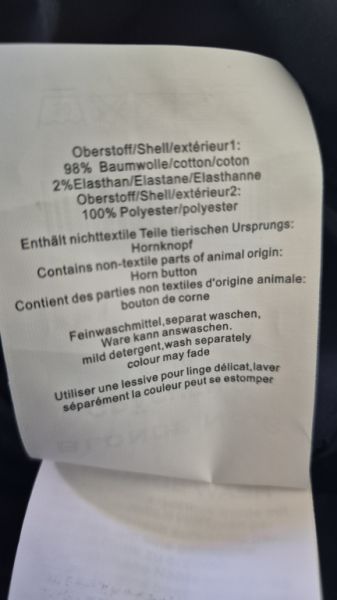 Oberstoff/Shell/extérieur1:
98% Baumwolle/cotton/coton
2%Elasthan/Elastane/Elasthanne
Oberstoff/Shell/extérieur2:
100% Polyester/polyester
Enthält nichttextile Teile tierischen Ursprungs:
Hornknopf
Contains non-textile parts of animal origin:
Horn button
Contient des parties non textiles d'origine animale:
bouton de corne
Feinwaschmittel,separat waschen,
Ware kann answaschen.
mild detergent,wash separately
colour may fade
Utiliser une lessive pour linge délicat,laver
séparément la couleur peut se estomper